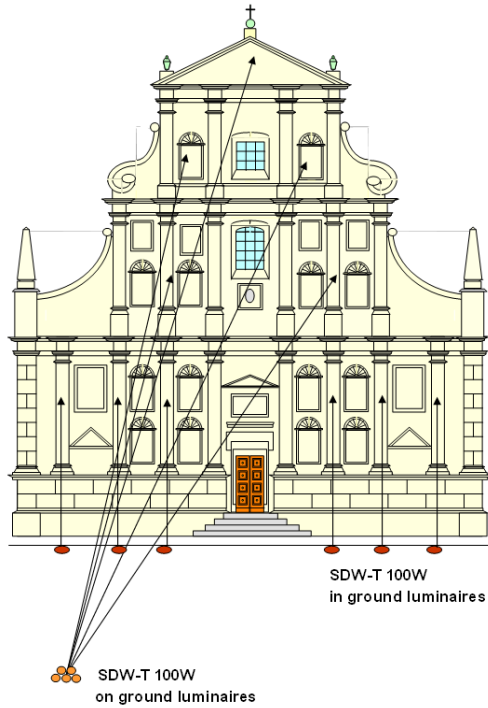 SDW-T 100W
in ground luminaires
SDW-T 100W
on ground luminaires